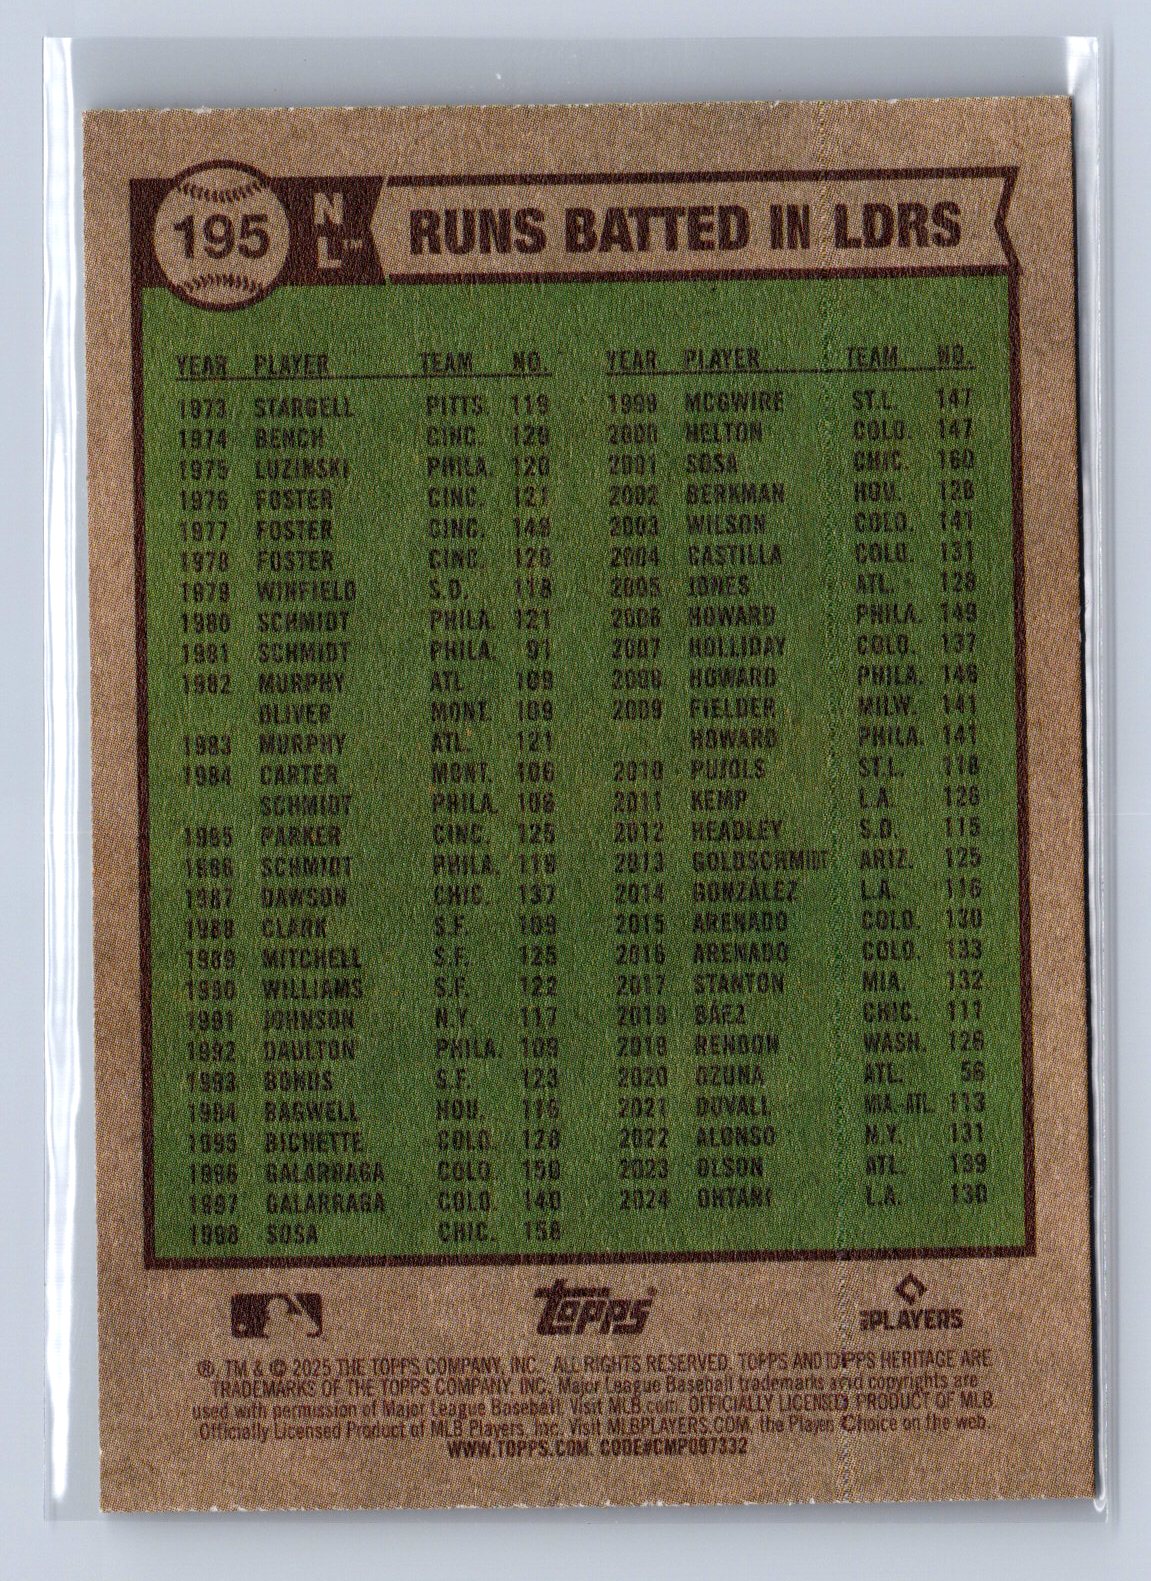 195
NL™
RUNS BATTED IN LDRS
YEAR PLAYER TEAM NO.
1973 STARGELL PITTS. 119
1974 BENCH CINC. 129
1975 LUZINSKI PHILA. 120
1976 FOSTER CINC. 121
1977 FOSTER CINC. 149
1978 FOSTER CINC. 120
1979 WINFIELD S.D. 118
1980 SCHMIDT PHILA. 121
1981 SCHMIDT PHILA. 91
1982 MURPHY ATL. 109
OLIVER MONT. 109
1983 MURPHY ATL. 121
1984 CARTER MONT. 106
SCHMIDT PHILA. 106
1985 PARKER CINC. 125
1986 SCHMIDT PHILA. 119
1987 DAWSON CHIC. 137
1988 CLARK S.F. 109
1989 MITCHELL S.F. 125
1990 WILLIAMS S.F. 122
1991 JOHNSON N.Y. 117
1992 DAULTON PHILA. 109
1993 BONDS S.F. 123
1994 BAGWELL HOU. 116
1995 BICHETTE COLO. 128
1996 GALARRAGA COLO. 150
1997 GALARRAGA COLO. 140
1998 SOSA CHIC. 158
YEAR PLAYER TEAM NO.
1999 MCGWIRE ST.L. 147
2000 HELTON COLO. 147
2001 SOSA CHIC. 160
2002 BERKMAN HOU. 128
2003 WILSON COLO. 141
2004 CASTILLA COLO. 131
2005 JONES ATL. 128
2006 HOWARD PHILA. 149
2007 HOLLIDAY COLO. 137
2008 HOWARD PHILA. 146
2009 FIELDER MILW. 141
HOWARD PHILA. 141
2010 PUJOLS ST.L. 118
2011 KEMP L.A. 126
2012 HEADLEY S.D. 115
2013 GOLDSCHMIDT ARIZ. 125
2014 GONZÁLEZ L.A. 116
2015 ARENADO COLO. 130
2016 ARENADO COLO. 133
2017 STANTON MIA. 132
2018 BÁEZ CHIC. 111
2019 RENDON WASH. 126
2020 OZUNA ATL. 56
2021 DUVALL MIA.-ATL. 113
2022 ALONSO N.Y. 131
2023 OLSON ATL. 139
2024 OHTANI L.A. 130
Topps®
PLAYERS
®, TM & © 2025 THE TOPPS COMPANY, INC. ALL RIGHTS RESERVED. TOPPS AND TOPPS HERITAGE ARE
TRADEMARKS OF THE TOPPS COMPANY, INC. Major League Baseball trademarks and copyrights are
used with permission of Major League Baseball. Visit MLB.com. OFFICIALLY LICENSED PRODUCT OF MLB
Officially Licensed Product of MLB Players, Inc. Visit MLBPLAYERS.COM, the Players Choice on the web.
WWW.TOPPS.COM. CODE#CMP097332